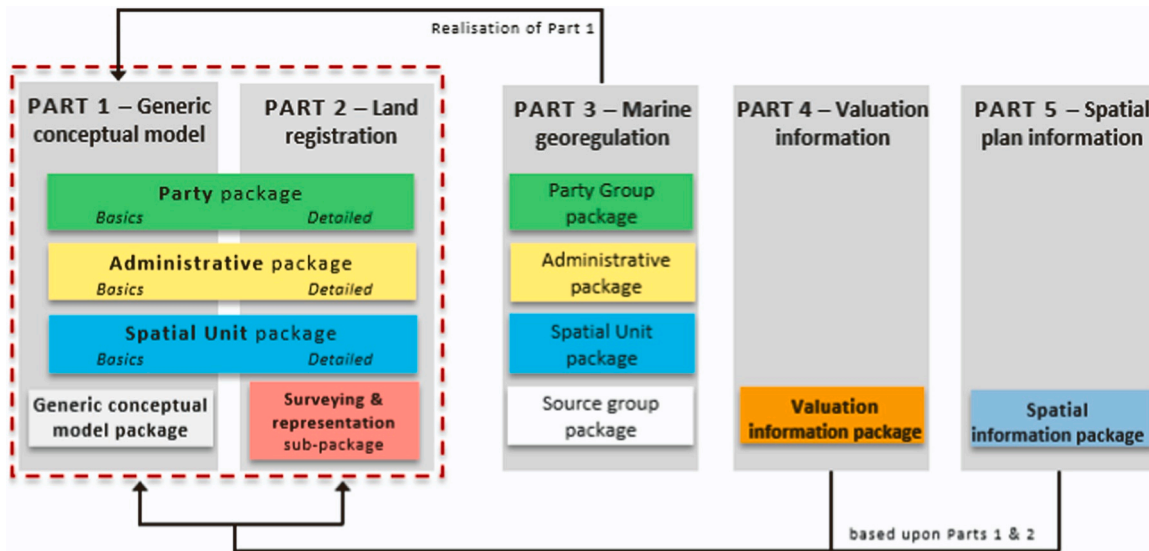 Realisation of Part 1
PART 1 – Generic
conceptual model
PART 2 – Land
registration
PART 3 – Marine
georegulation
PART 4 – Valuation
information
PART 5 – Spatial
plan information
Party package
Basics Detailed
Administrative package
Basics Detailed
Spatial Unit package
Basics Detailed
Generic conceptual
model package
Surveying &
representation
sub-package
Party Group
package
Administrative
package
Spatial Unit
package
Source group
package
Valuation
information package
Spatial
information package
based upon Parts 1 & 2